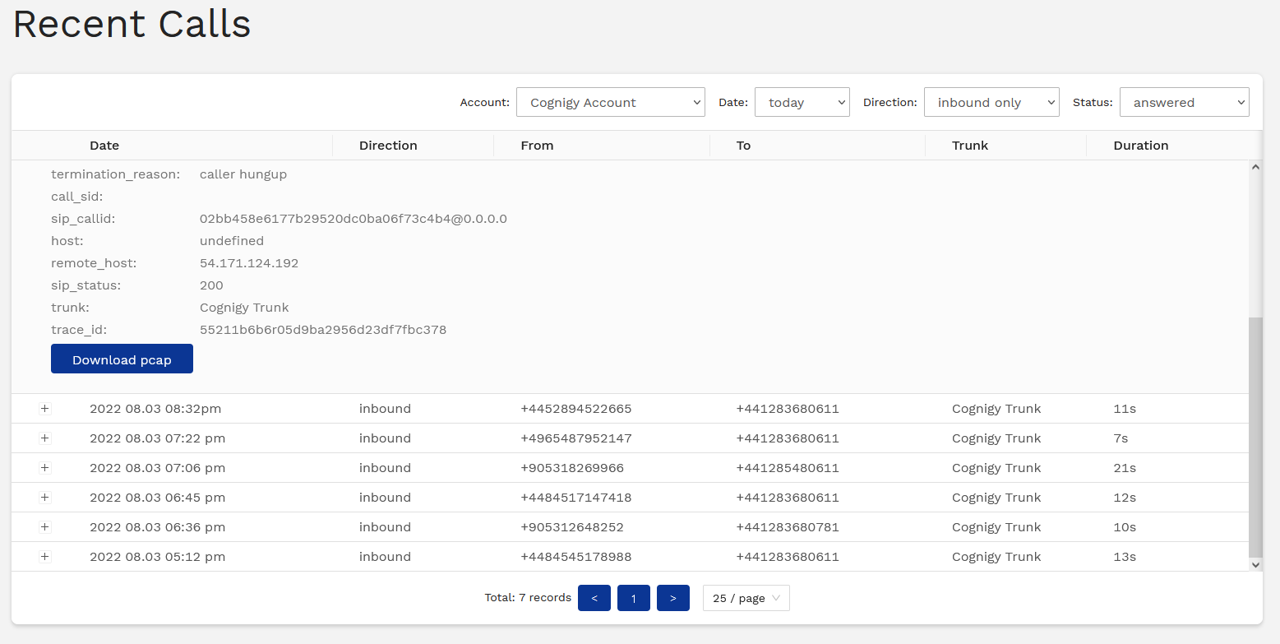 Recent Calls
Account: Cognigy Account Date: today Direction: inbound only Status: answered
Date Direction From To Trunk Duration
termination_reason: caller hungup
call_sid:
sip_callid: 02bb458e6177b29520dc0ba06f73c4b4@0.0.0.0
host: undefined
remote_host: 54.171.124.192
sip_status: 200
trunk: Cognigy Trunk
trace_id: 55211b6b6r05d9ba2956d23df7fbc378
Download pcap
+ 2022 08.03 08:32pm inbound +4452894522665 +441283680611 Cognigy Trunk 11s
+ 2022 08.03 07:22 pm inbound +4965487952147 +441283680611 Cognigy Trunk 7s
+ 2022 08.03 07:06 pm inbound +905318269966 +441285480611 Cognigy Trunk 21s
+ 2022 08.03 06:45 pm inbound +4484517147418 +441283680611 Cognigy Trunk 12s
+ 2022 08.03 06:36 pm inbound +905312648252 +441283680781 Cognigy Trunk 10s
+ 2022 08.03 05:12 pm inbound +4484545178988 +441283680611 Cognigy Trunk 13s
Total: 7 records < 1 > 25 / page